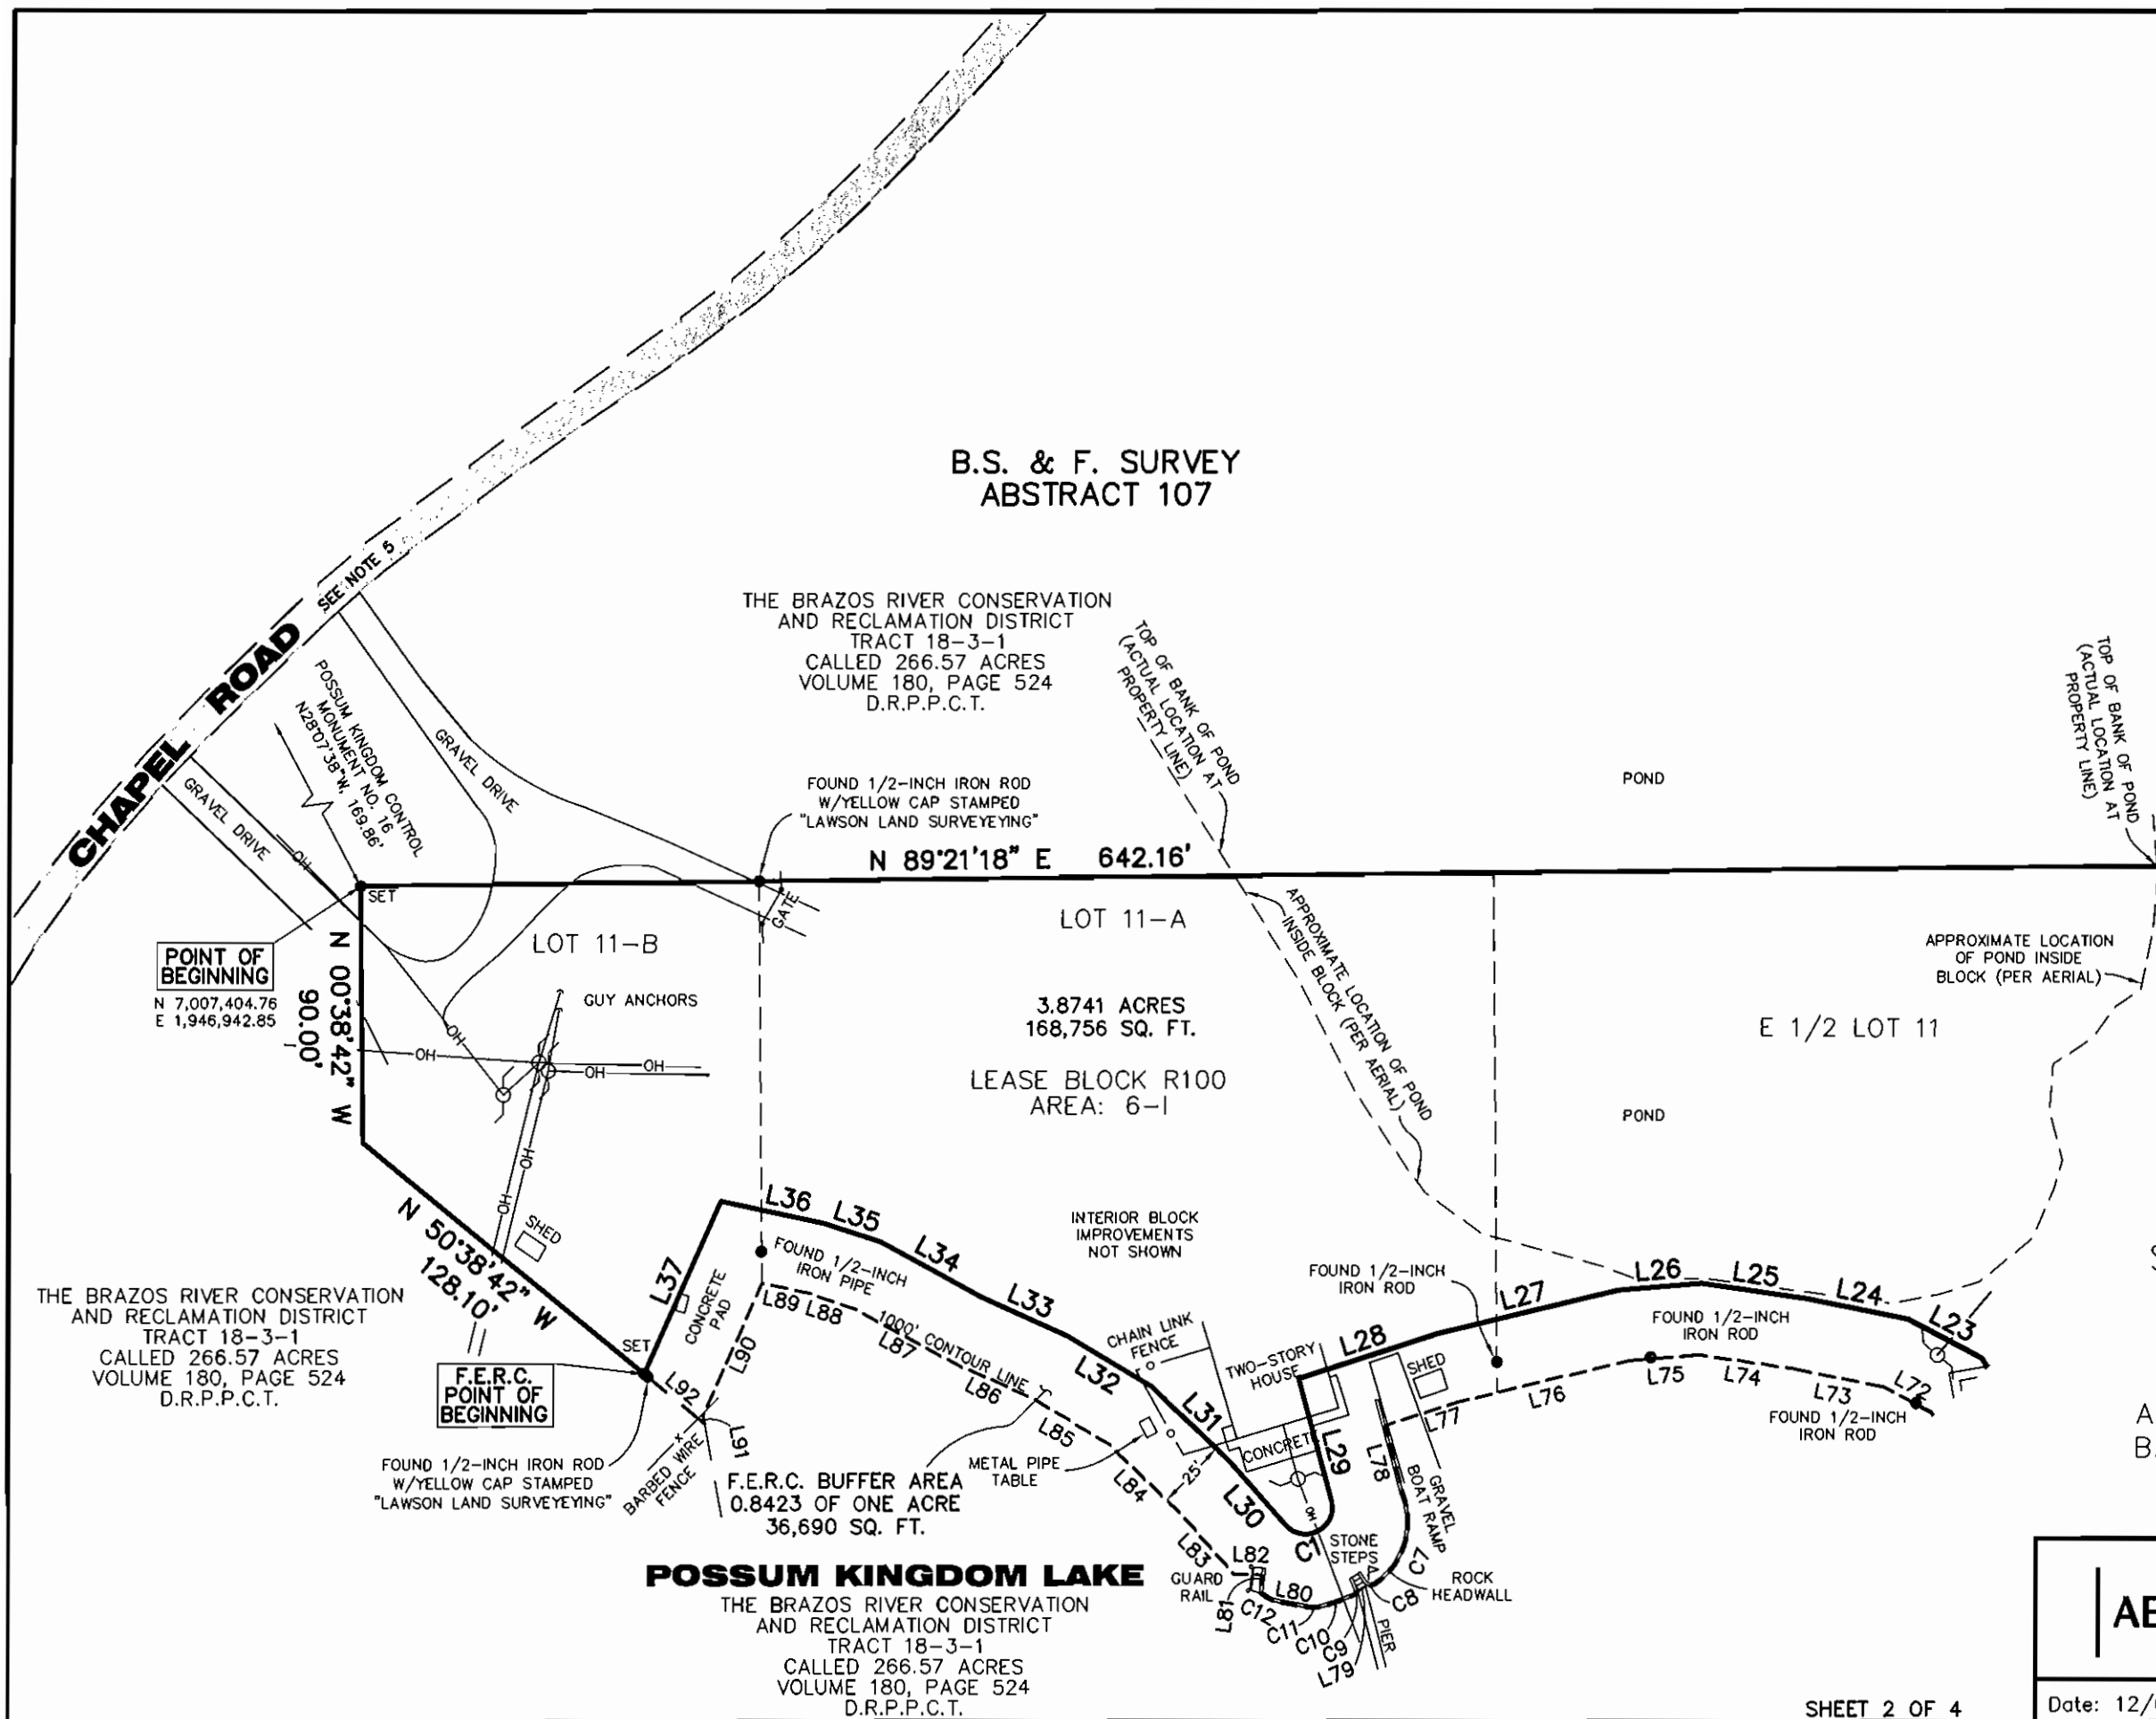 B.S. & F. SURVEY
ABSTRACT 107
THE BRAZOS RIVER CONSERVATION
AND RECLAMATION DISTRICT
TRACT 18-3-1
CALLED 266.57 ACRES
VOLUME 180, PAGE 524
D.R.P.P.C.T.
CHAPEL ROAD
SEE NOTE 5
POSSUM KINGDOM CONTROL
MONUMENT NO. 16
N28°07'38"W, 169.86'
GRAVEL DRIVE
GRAVEL DRIVE
FOUND 1/2-INCH IRON ROD
W/YELLOW CAP STAMPED
"LAWSON LAND SURVEYEYING"
TOP OF BANK OF POND
(ACTUAL LOCATION AT
PROPERTY LINE)
POND
TOP OF BANK OF POND
(ACTUAL LOCATION AT
PROPERTY LINE)
N 89°21'18" E 642.16'
OH
SET
GATE
POINT OF
BEGINNING
N 7,007,404.76
E 1,946,942.85
N 00°38'42" W
90.00'
LOT 11-B
LOT 11-A
GUY ANCHORS
OH
OH
OH
OH
OH
OH
3.8741 ACRES
168,756 SQ. FT.
LEASE BLOCK R100
AREA: 6-I
APPROXIMATE LOCATION OF POND
INSIDE BLOCK (PER AERIAL)
APPROXIMATE LOCATION
OF POND INSIDE
BLOCK (PER AERIAL)
E 1/2 LOT 11
POND
N 50°38'42" W
128.10'
SHED
L36
L35
L34
L33
L32
L31
L30
L37
CONCRETE
PAD
FOUND 1/2-INCH
IRON PIPE
INTERIOR BLOCK
IMPROVEMENTS
NOT SHOWN
FOUND 1/2-INCH
IRON ROD
L28
L27
L26
L25
L24
L23
FOUND 1/2-INCH
IRON ROD
THE BRAZOS RIVER CONSERVATION
AND RECLAMATION DISTRICT
TRACT 18-3-1
CALLED 266.57 ACRES
VOLUME 180, PAGE 524
D.R.P.P.C.T.
SET
F.E.R.C.
POINT OF
BEGINNING
L92
L91
L90
L89
L88
L87
L86
L85
L84
L83
L82
L81
L80
1000' CONTOUR LINE
CHAIN LINK
FENCE
TWO-STORY
HOUSE
SHED
CONCRETE
L29
L78
L77
L76
L75
L74
L73
L72
FOUND 1/2-INCH
IRON ROD
GRAVEL
BOAT RAMP
METAL PIPE
TABLE
25'
OH
FOUND 1/2-INCH IRON ROD
W/YELLOW CAP STAMPED
"LAWSON LAND SURVEYEYING"
BARBED WIRE
FENCE
F.E.R.C. BUFFER AREA
0.8423 OF ONE ACRE
36,690 SQ. FT.
C1
STONE
STEPS
C7
C8
ROCK
HEADWALL
GUARD
RAIL
C12
C11
C10
C9
L79
PIER
POSSUM KINGDOM LAKE
THE BRAZOS RIVER CONSERVATION
AND RECLAMATION DISTRICT
TRACT 18-3-1
CALLED 266.57 ACRES
VOLUME 180, PAGE 524
D.R.P.P.C.T.
SHEET 2 OF 4
Date: 12/